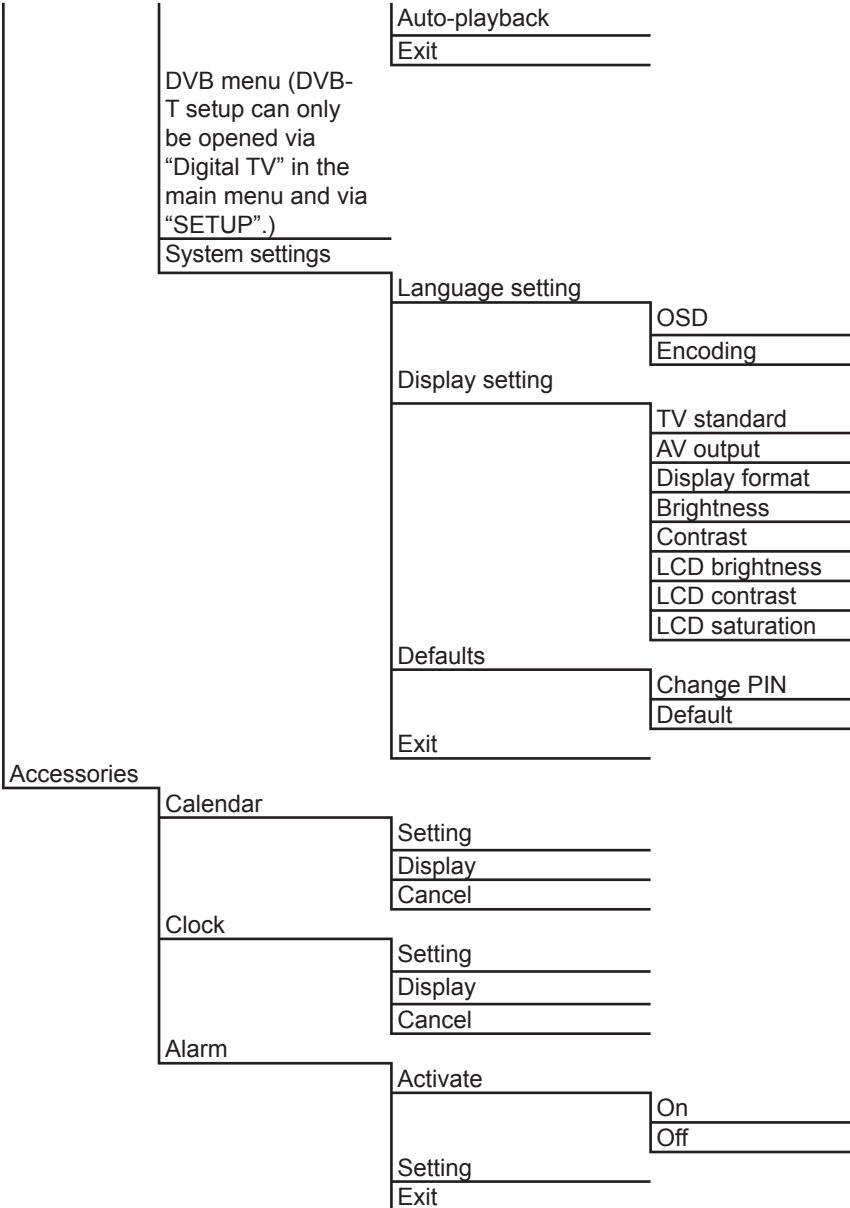 Auto-playback
Exit
DVB menu (DVB-
T setup can only
be opened via
“Digital TV” in the
main menu and via
“SETUP”.)
System settings
Language setting
OSD
Encoding
Display setting
TV standard
AV output
Display format
Brightness
Contrast
LCD brightness
LCD contrast
LCD saturation
Defaults
Change PIN
Default
Exit
Accessories
Calendar
Setting
Display
Cancel
Clock
Setting
Display
Cancel
Alarm
Activate
On
Off
Setting
Exit